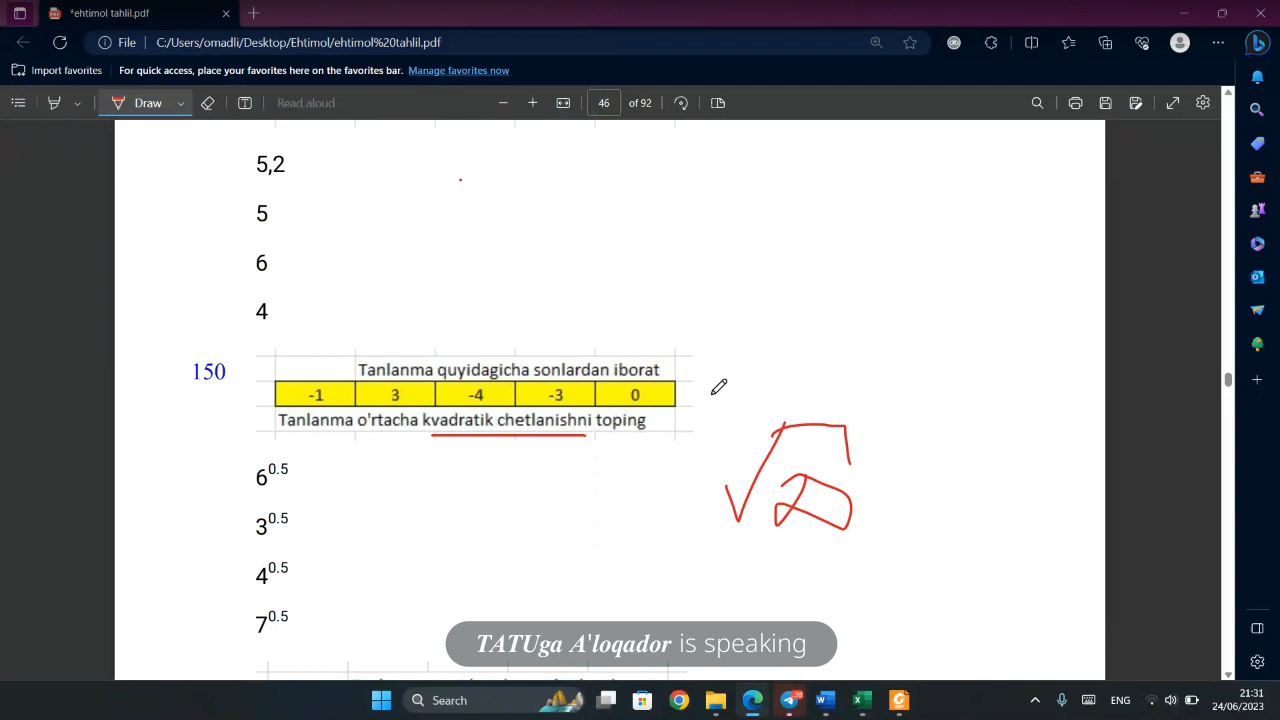 *ehtimol tahlil.pdf
File
C:/Users/omadli/Desktop/Ehtimol/ehtimol%20tahlil.pdf
Import favorites
For quick access, place your favorites here on the favorites bar. Manage favorites now
Draw
Read aloud
46 of 92
5,2
5
6
4
150
Tanlanma quyidagicha sonlardan iborat
-1 3 -4 -3 0
Tanlanma o'rtacha kvadratik chetlanishni toping
6^0.5
3^0.5
4^0.5
7^0.5
TATUga A'loqador is speaking
Search
38
ENG
21:31
24/06/2023